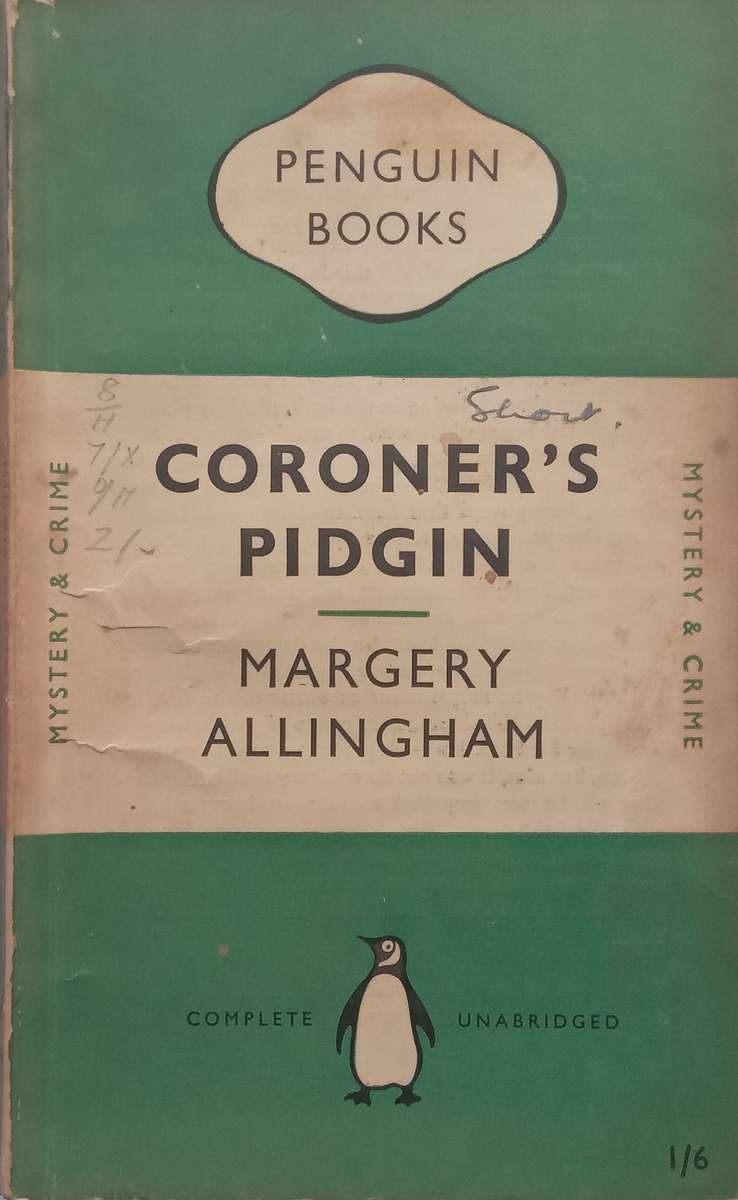 PENGUIN
BOOKS
8
H
7/X
9/H
2/-
Short.
CORONER'S
PIDGIN
MARGERY
ALLINGHAM
MYSTERY & CRIME
MYSTERY & CRIME
COMPLETE
UNABRIDGED
1/6